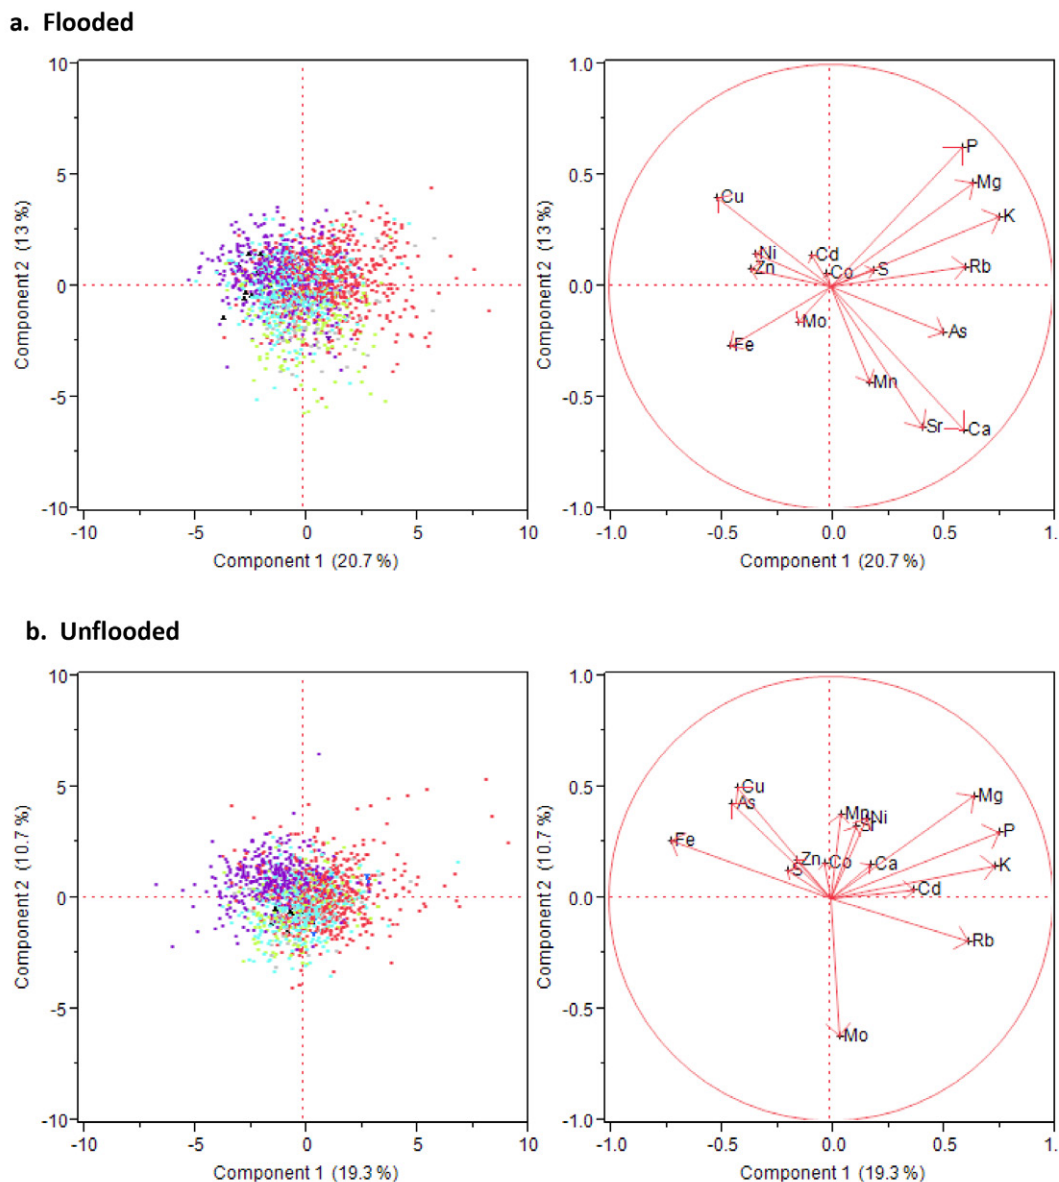 a. Flooded
10
5
0
-5
-10
-10 -5 0 5 10
Component 2 (13 %)
Component 1 (20.7 %)
1.0
0.5
0.0
-0.5
-1.0
-1.0 -0.5 0.0 0.5 1.
Component 2 (13 %)
Component 1 (20.7 %)
P
Mg
Cu
K
Ni
Cd
Zn
Co
S
Rb
Mo
As
Fe
Mn
Sr
Ca
b. Unflooded
10
5
0
-5
-10
-10 -5 0 5 10
Component 2 (10.7 %)
Component 1 (19.3 %)
1.0
0.5
0.0
-0.5
-1.0
-1.0 -0.5 0.0 0.5 1.
Component 2 (10.7 %)
Component 1 (19.3 %)
Cu
As
Mg
Mn
Ni
Sr
P
Fe
Zn
Co
Ca
K
S
Cd
Rb
Mo